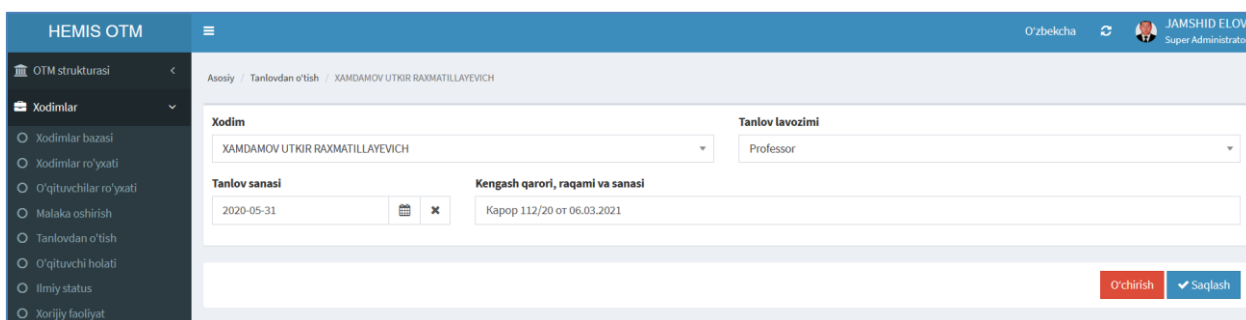 HEMIS OTM
O'zbekcha
JAMSHID ELOV
Super Administrato
OTM strukturasi
Xodimlar
Xodimlar bazasi
Xodimlar ro'yxati
O'qituvchilar ro'yxati
Malaka oshirish
Tanlovdan o'tish
O'qituvchi holati
Ilmiy status
Xorijiy faoliyat
Asosiy / Tanlovdan o'tish / XAMDAMOV UTKIR RAXMATILLAYEVICH
Xodim
XAMDAMOV UTKIR RAXMATILLAYEVICH
Tanlov lavozimi
Professor
Tanlov sanasi
2020-05-31
Kengash qarori, raqami va sanasi
Карор 112/20 от 06.03.2021
O'chirish
Saqlash